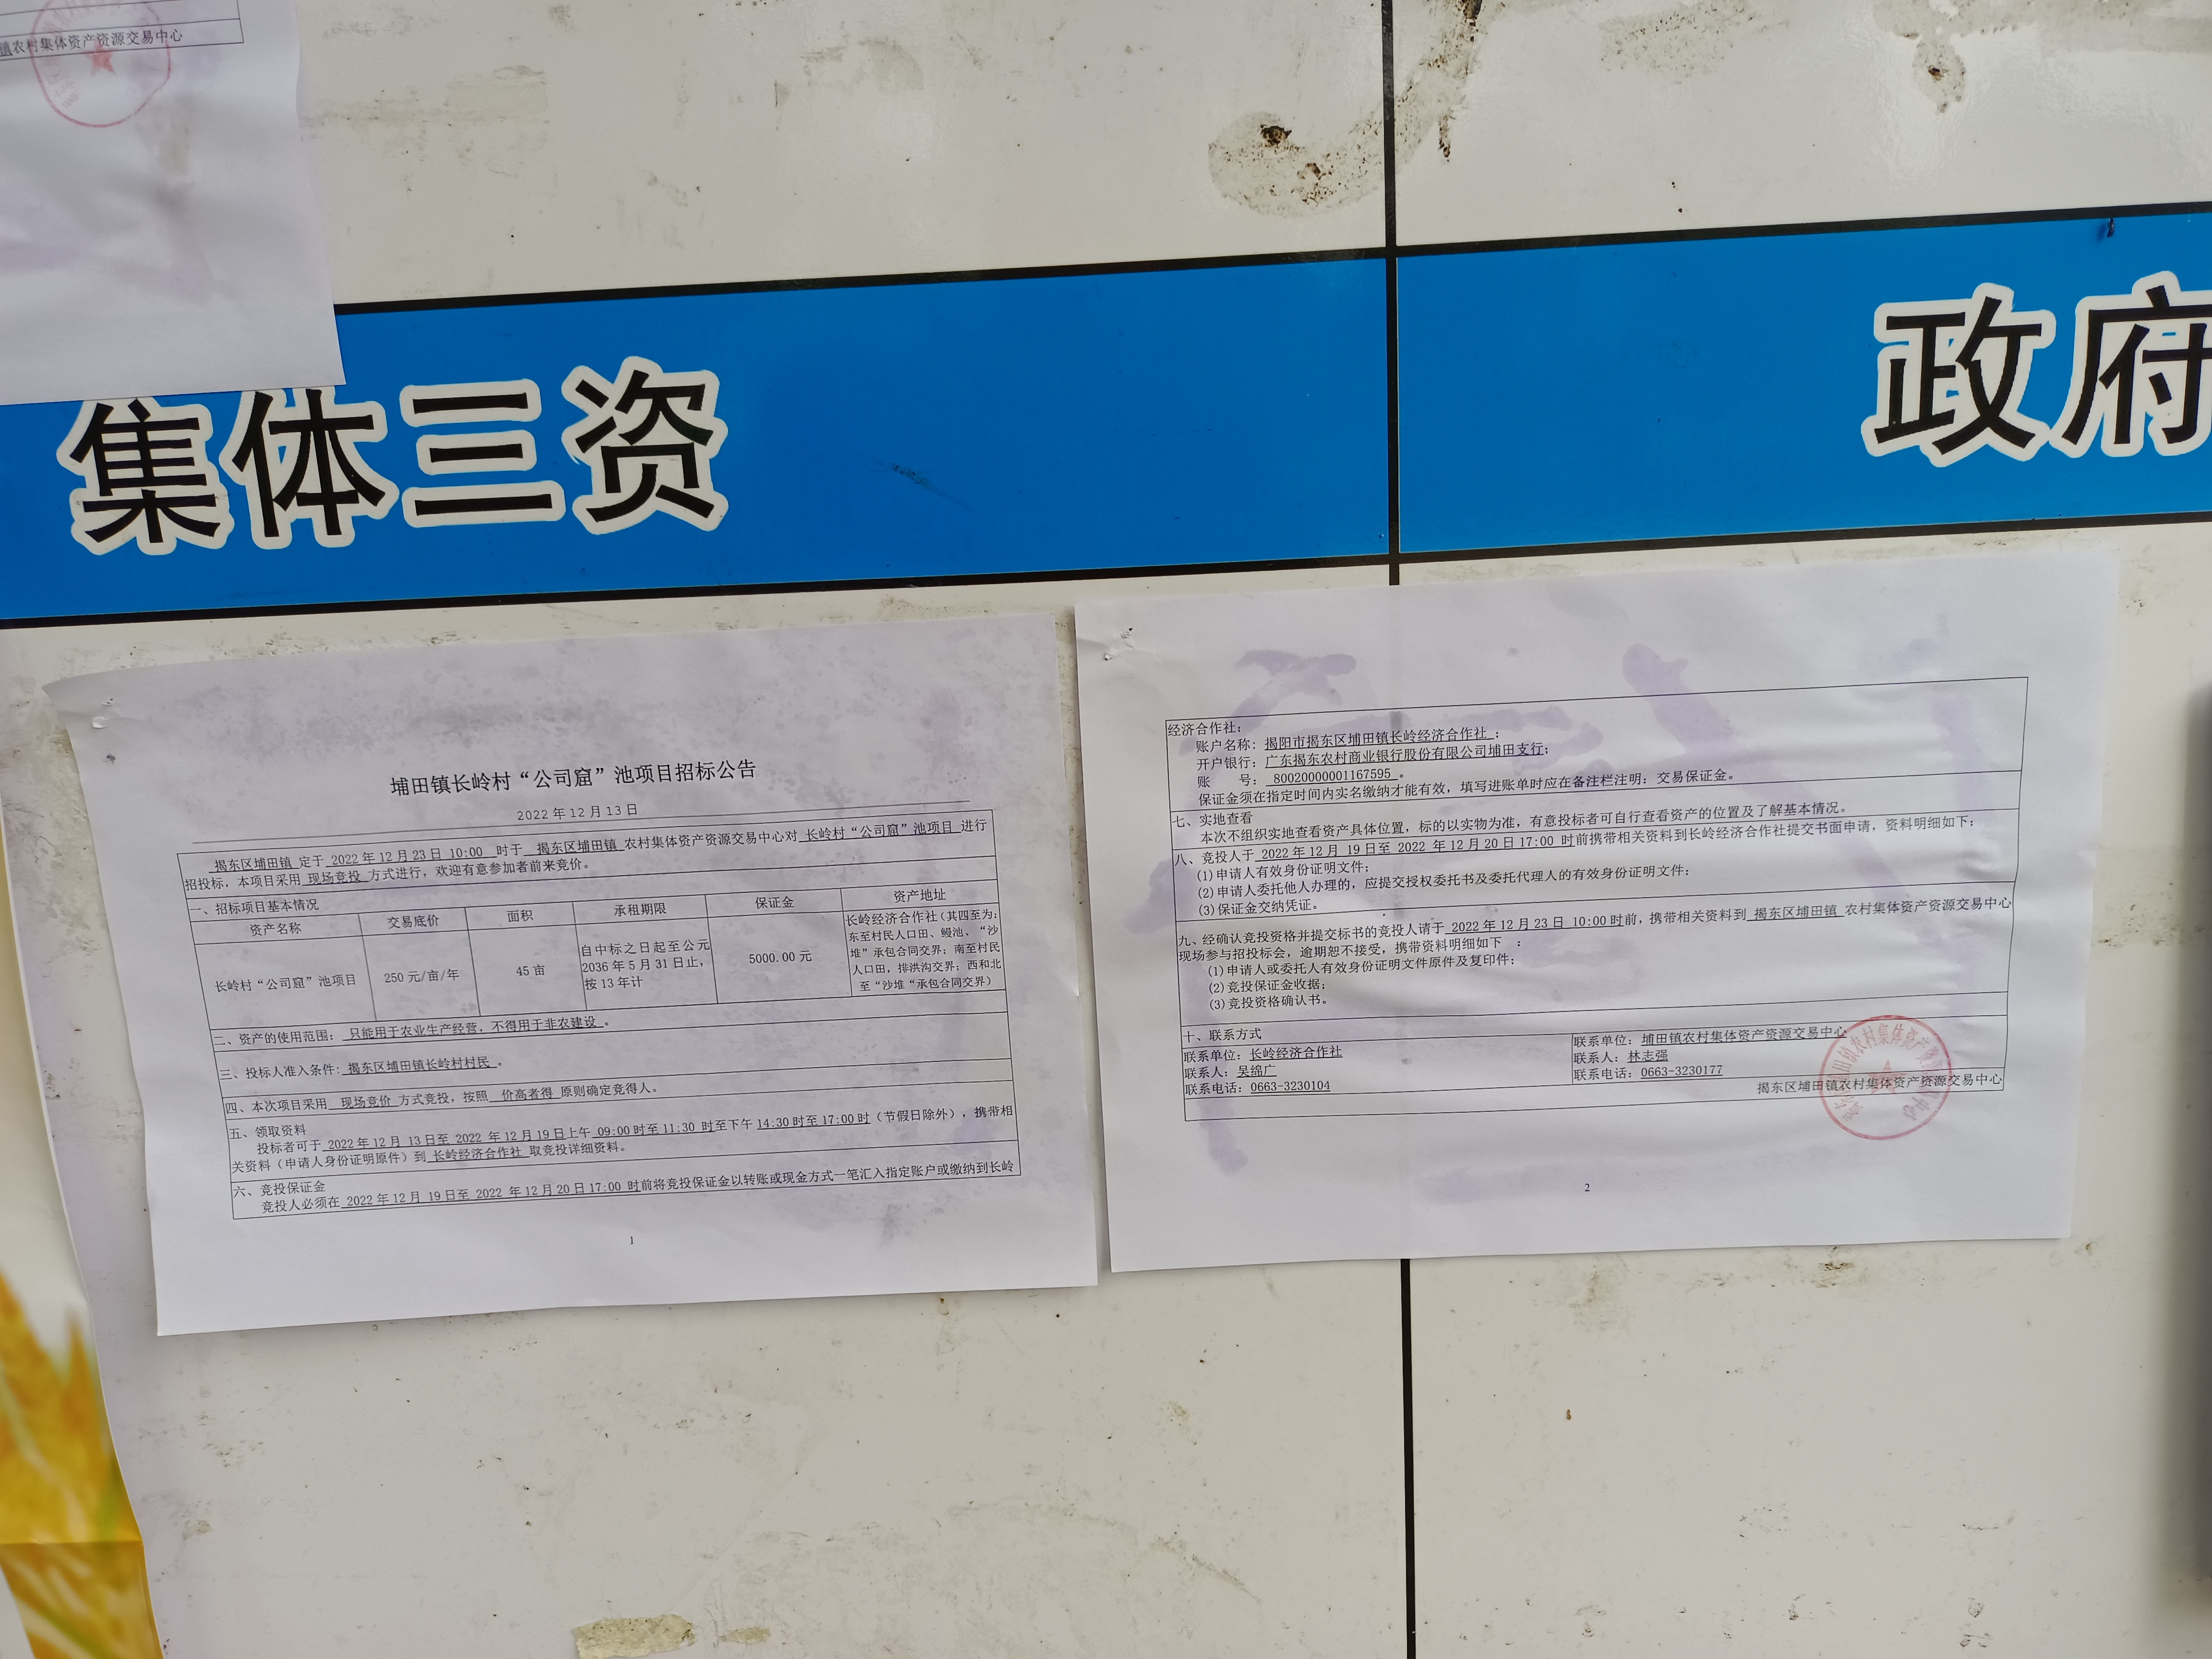 镇农村集体资产资源交易中心
集体三资
政府
埔田镇长岭村“公司窟”池项目招标公告
2022年12月13日
揭东区埔田镇 定于 2022年12月23日 10:00 时于 揭东区埔田镇 农村集体资产资源交易中心对 长岭村“公司窟”池项目 进行
招投标，本项目采用 现场竞投 方式进行，欢迎有意参加者前来竞价。
一、招标项目基本情况
资产名称 交易底价 面积 承租期限 保证金 资产地址
长岭村“公司窟”池项目 250元/亩/年 45亩 自中标之日起至公元
2036年5月31日止，
按13年计
5000.00元
长岭经济合作社（其四至为：
东至村民人口田、鳗池、“沙
堆”承包合同交界；南至村民
人口田，排洪沟交界；西和北
至“沙堆“承包合同交界）
二、资产的使用范围： 只能用于农业生产经营，不得用于非农建设 。
三、投标人准入条件：揭东区埔田镇长岭村村民 。
四、本次项目采用 现场竞价 方式竞投，按照 价高者得 原则确定竞得人。
五、领取资料
投标者可于 2022年12月 13日至 2022 年12月19日上午 09:00时至11:30 时至下午 14:30时至17:00时（节假日除外），携带相
关资料（申请人身份证明原件）到 长岭经济合作社 取竞投详细资料。
六、竞投保证金
竞投人必须在 2022年12月 19日至 2022 年12月20日17:00 时前将竞投保证金以转账或现金方式一笔汇入指定账户或缴纳到长岭
1
经济合作社：
账户名称：揭阳市揭东区埔田镇长岭经济合作社 ；
开户银行：广东揭东农村商业银行股份有限公司埔田支行；
账 号： 80020000001167595 。
保证金须在指定时间内实名缴纳才能有效，填写进账单时应在备注栏注明：交易保证金。
七、实地查看
本次不组织实地查看资产具体位置，标的以实物为准，有意投标者可自行查看资产的位置及了解基本情况。
八、竞投人于 2022年12月 19日至 2022 年12月20日17:00 时前携带相关资料到长岭经济合作社提交书面申请，资料明细如下：
(1)申请人有效身份证明文件；
(2)申请人委托他人办理的，应提交授权委托书及委托代理人的有效身份证明文件；
(3)保证金交纳凭证。
九、经确认竞投资格并提交标书的竞投人请于 2022年12月23日 10:00时前，携带相关资料到 揭东区埔田镇 农村集体资产资源交易中心
现场参与招投标会，逾期恕不接受，携带资料明细如下 ：
(1)申请人或委托人有效身份证明文件原件及复印件；
(2)竞投保证金收据；
(3)竞投资格确认书。
十、联系方式
联系单位：长岭经济合作社
联系人：吴绵广
联系电话：0663-3230104
联系单位：埔田镇农村集体资产资源交易中心
联系人：林志强
联系电话：0663-3230177
揭东区埔田镇农村集体资产资源交易中心
2